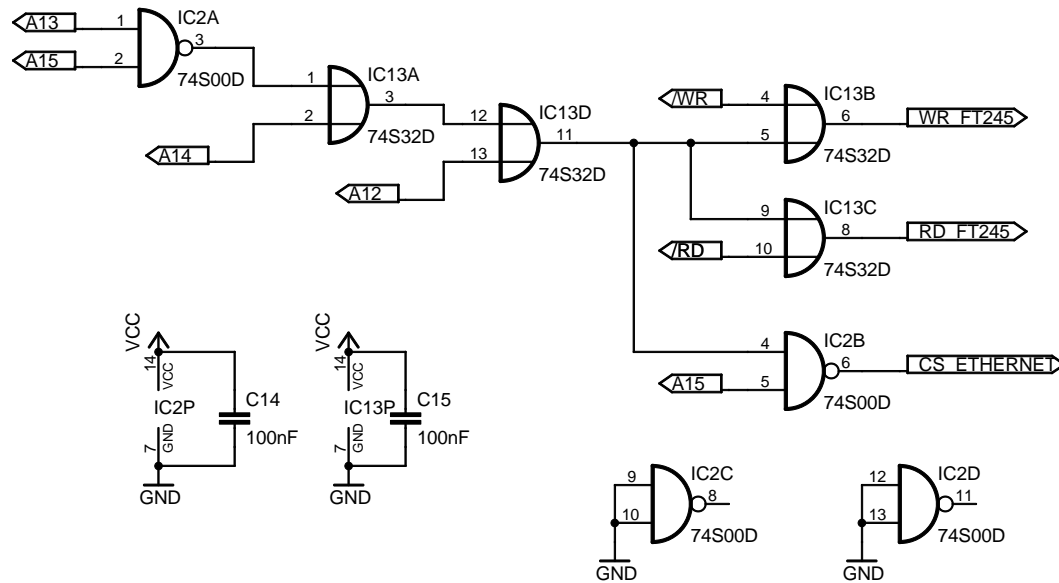 A13
1
IC2A
3
A15
2
74S00D
1
IC13A
3
2
74S32D
A14
12
IC13D
11
13
74S32D
A12
/WR
4
IC13B
6
WR_FT245
5
74S32D
9
IC13C
8
RD_FT245
/RD
10
74S32D
4
IC2B
6
CS_ETHERNET
A15
5
74S00D
VCC
14
VCC
IC2P
C14
100nF
7
GND
GND
VCC
14
VCC
IC13P
C15
100nF
7
GND
GND
9
IC2C
8
10
74S00D
GND
12
IC2D
11
13
74S00D
GND